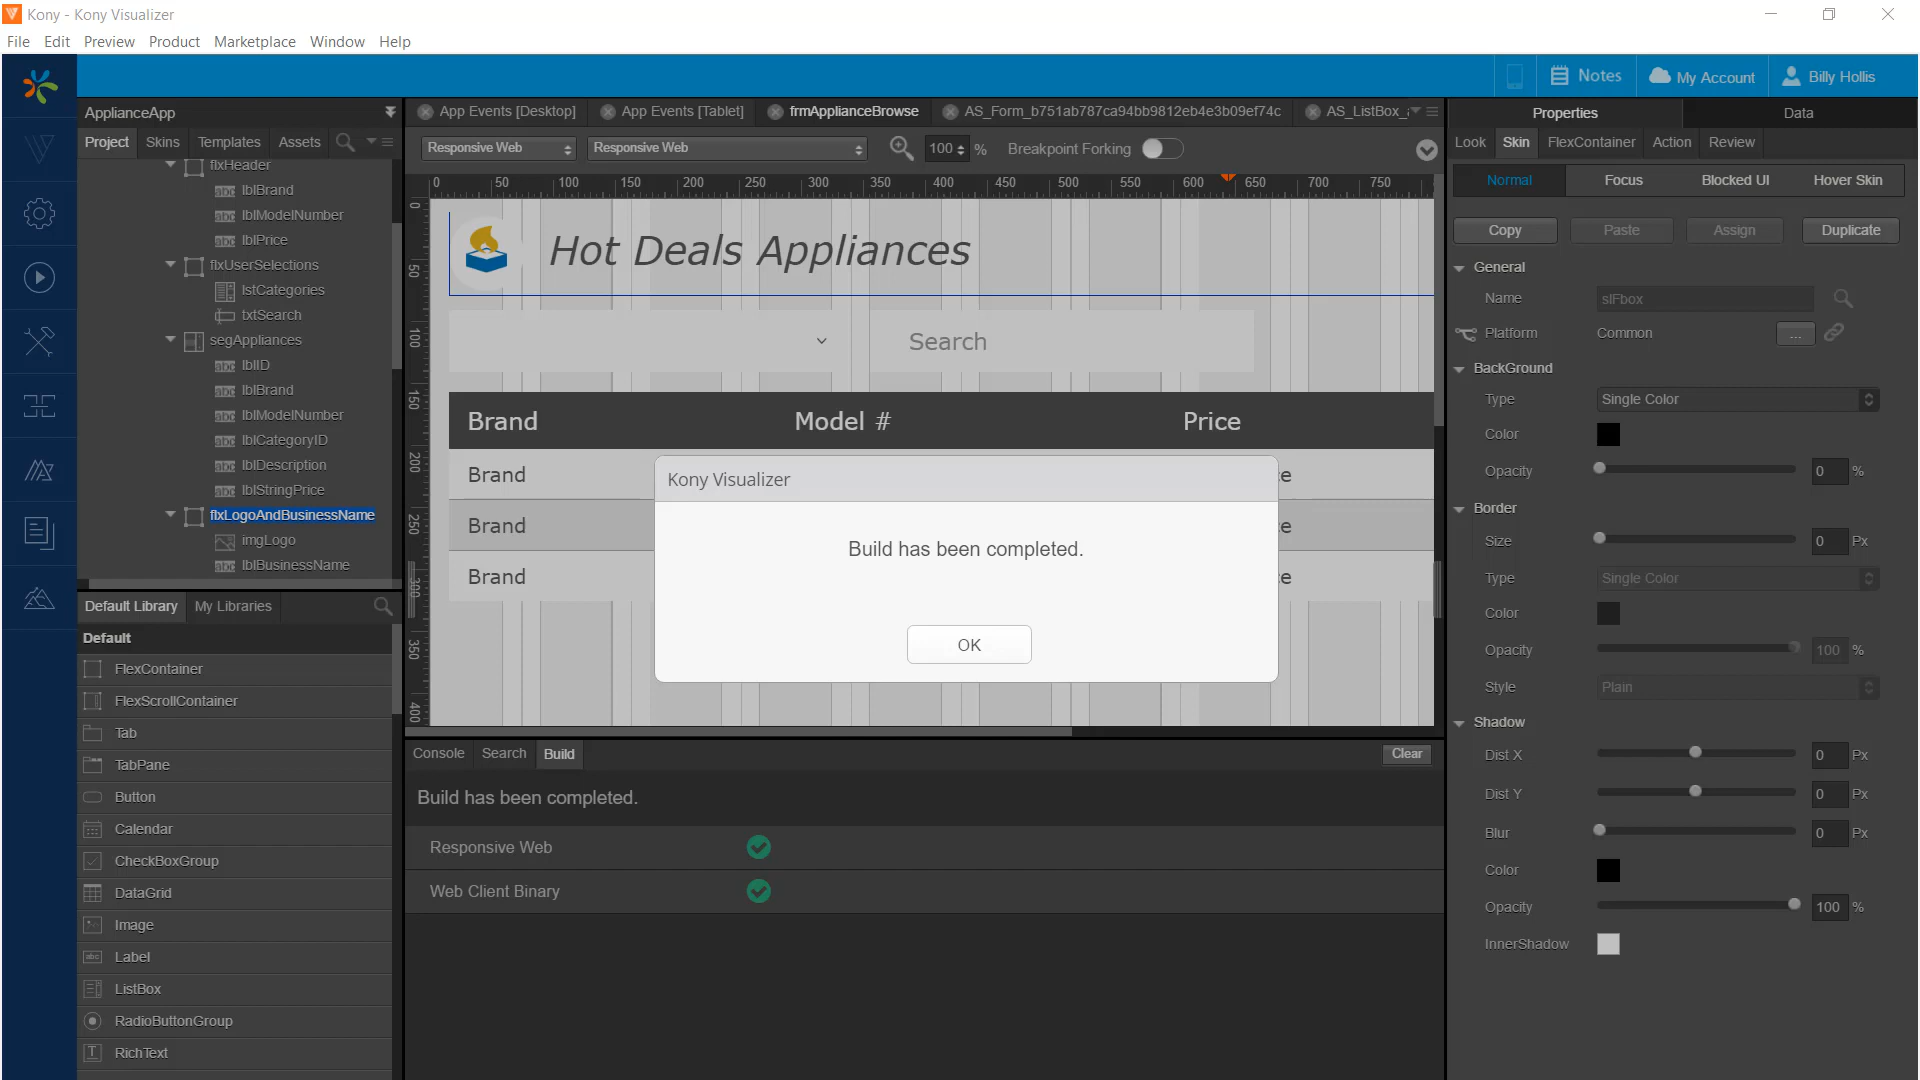 Kony - Kony Visualizer
File Edit Preview Product Marketplace Window Help
Notes My Account Billy Hollis
ApplianceApp
Project Skins Templates Assets
flxHeader
lblBrand
lblModelNumber
lblPrice
flxUserSelections
lstCategories
txtSearch
segAppliances
lblID
lblBrand
lblModelNumber
lblCategoryID
lblDescription
lblStringPrice
flxLogoAndBusinessName
imgLogo
lblBusinessName
Default Library My Libraries
Default
FlexContainer
FlexScrollContainer
Tab
TabPane
Button
Calendar
CheckBoxGroup
DataGrid
Image
Label
ListBox
RadioButtonGroup
RichText
App Events [Desktop] App Events [Tablet] frmApplianceBrowse AS_Form_b751ab787ca94bb9812eb4e3b09ef74c AS_ListBox_
Responsive Web Responsive Web 100 % Breakpoint Forking
0 50 100 150 200 250 300 350 400 450 500 550 600 650 700 750
0
50
100
150
200
250
300
350
400
Hot Deals Appliances
Search
Brand Model # Price
Brand
Brand
Brand
Kony Visualizer
Build has been completed.
OK
Console Search Build Clear
Build has been completed.
Responsive Web
Web Client Binary
Properties Data
Look Skin FlexContainer Action Review
Normal Focus Blocked UI Hover Skin
Copy Paste Assign Duplicate
General
Name slFbox
Platform Common ...
BackGround
Type Single Color
Color
Opacity 0 %
Border
Size 0 Px
Type Single Color
Color
Opacity 100 %
Style Plain
Shadow
Dist X 0 Px
Dist Y 0 Px
Blur 0 Px
Color
Opacity 100 %
InnerShadow